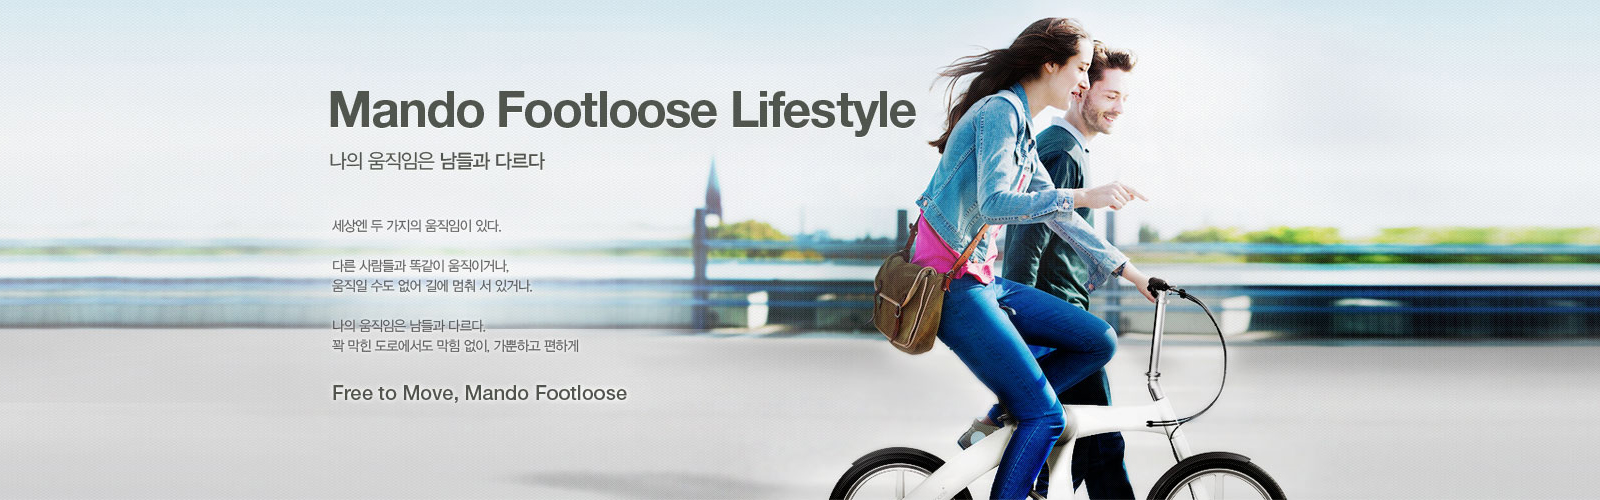 Mando Footloose Lifestyle
나의 움직임은 남들과 다르다
세상엔 두 가지의 움직임이 있다.
다른 사람들과 똑같이 움직이거나,
움직일 수도 없어 길에 멈춰 서 있거나.
나의 움직임은 남들과 다르다.
꽉 막힌 도로에서도 막힘 없이, 가뿐하고 편하게
Free to Move, Mando Footloose